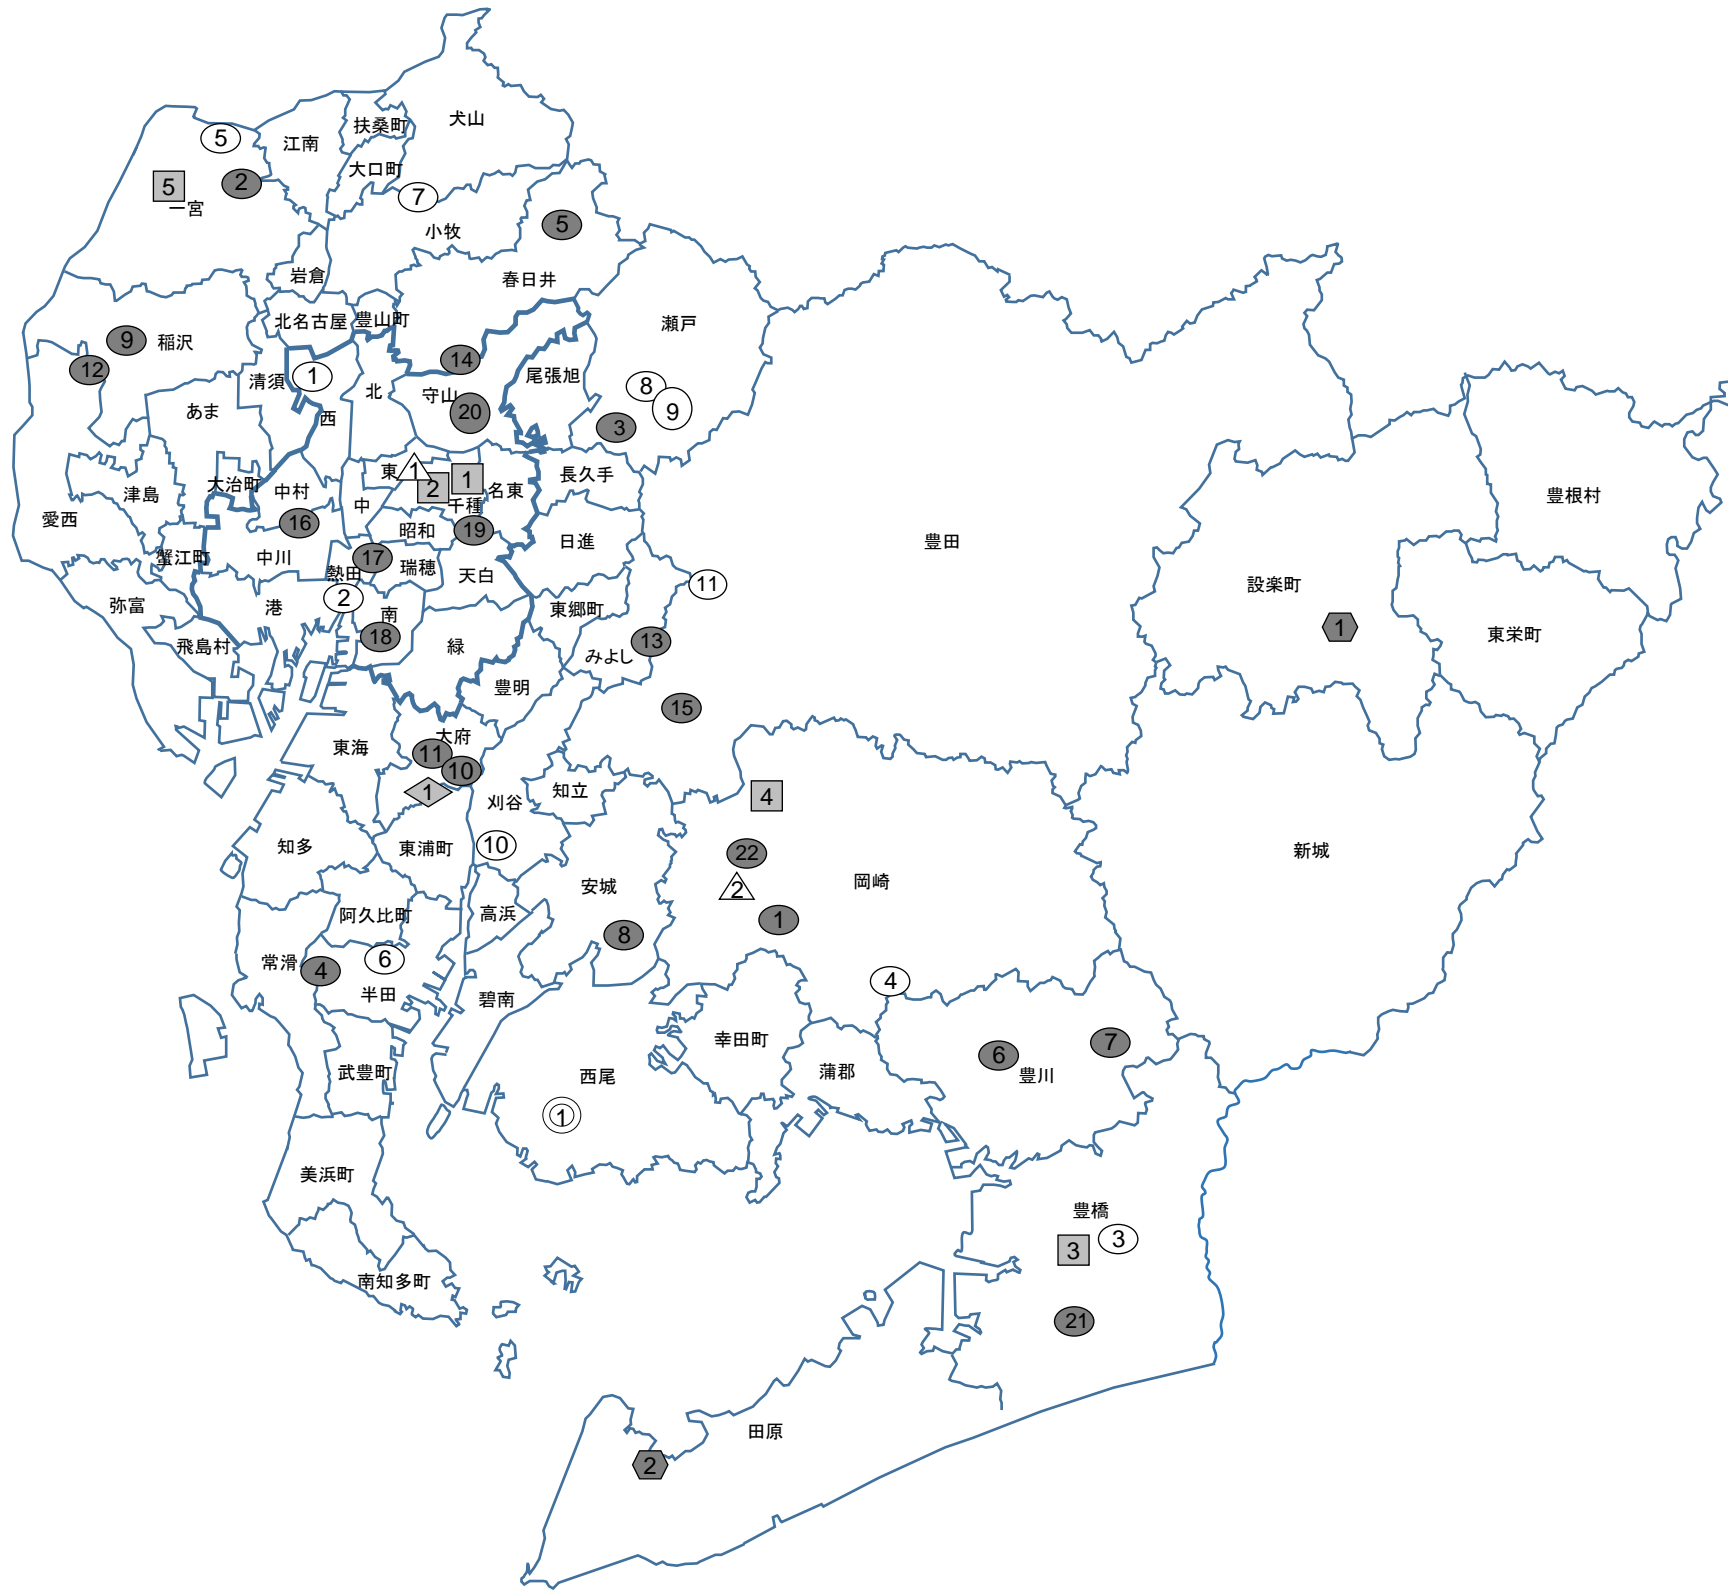 犬山
扶桑町
5
江南
大口町
5
2
7
一宮
5
小牧
岩倉
春日井
北名古屋
豊山町
瀬戸
9
稲沢
14
12
清須
1
北
尾張旭
8
守山
あま
西
20
9
3
東
1
1
長久手
大治町
2
津島
中村
中
千種
名東
豊根村
愛西
16
昭和
19
日進
豊田
蟹江町
中川
17
熱田
瑞穂
天白
11
設楽町
弥富
港
2
南
東郷町
1
飛島村
18
緑
13
みよし
東栄町
豊明
15
東海
大府
11
10
1
知立
4
刈谷
知多
東浦町
10
22
新城
安城
2
岡崎
阿久比町
高浜
1
8
常滑
4
6
半田
碧南
4
幸田町
7
6
武豊町
西尾
蒲郡
豊川
1
美浜町
豊橋
3
3
南知多町
21
田原
2